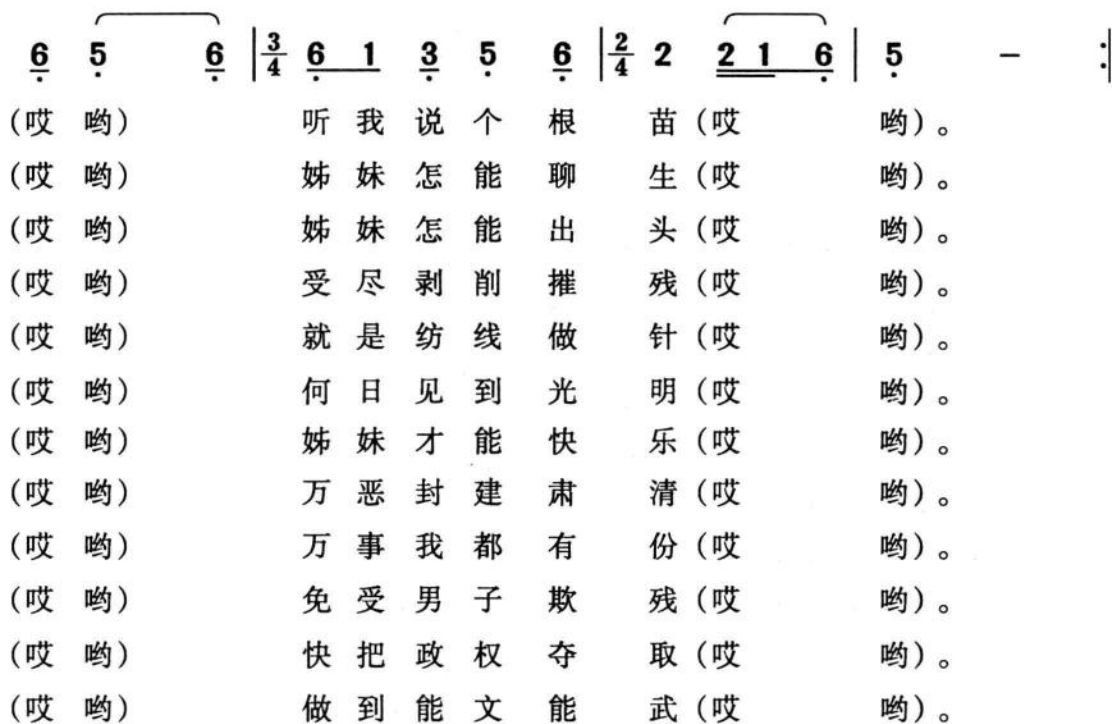 6 5 6 | 3/4 6 1 3 5 6 | 2/4 2 2 1 6 | 5 － :|
(哎 哟) 听 我 说 个 根 苗 (哎 哟)。
(哎 哟) 姊 妹 怎 能 聊 生 (哎 哟)。
(哎 哟) 姊 妹 怎 能 出 头 (哎 哟)。
(哎 哟) 受 尽 剥 削 摧 残 (哎 哟)。
(哎 哟) 就 是 纺 线 做 针 (哎 哟)。
(哎 哟) 何 日 见 到 光 明 (哎 哟)。
(哎 哟) 姊 妹 才 能 快 乐 (哎 哟)。
(哎 哟) 万 恶 封 建 肃 清 (哎 哟)。
(哎 哟) 万 事 我 都 有 份 (哎 哟)。
(哎 哟) 免 受 男 子 欺 残 (哎 哟)。
(哎 哟) 快 把 政 权 夺 取 (哎 哟)。
(哎 哟) 做 到 能 文 能 武 (哎 哟)。